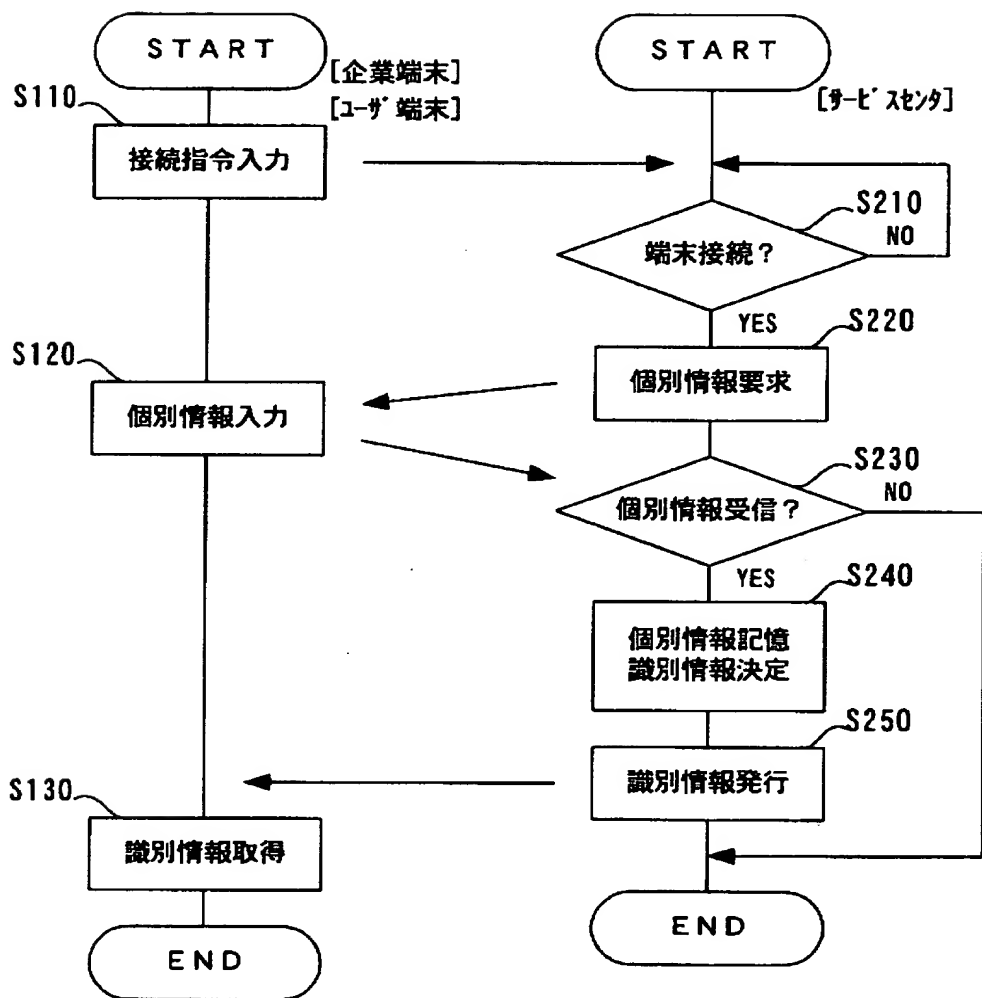 START
[企業端末]
[ユーザ端末]
S110
接続指令入力
S120
個別情報入力
S130
識別情報取得
END
START
[サービスセンタ]
S210
端末接続?
NO
YES
S220
個別情報要求
S230
個別情報受信?
NO
YES
S240
個別情報記憶
識別情報決定
S250
識別情報発行
END